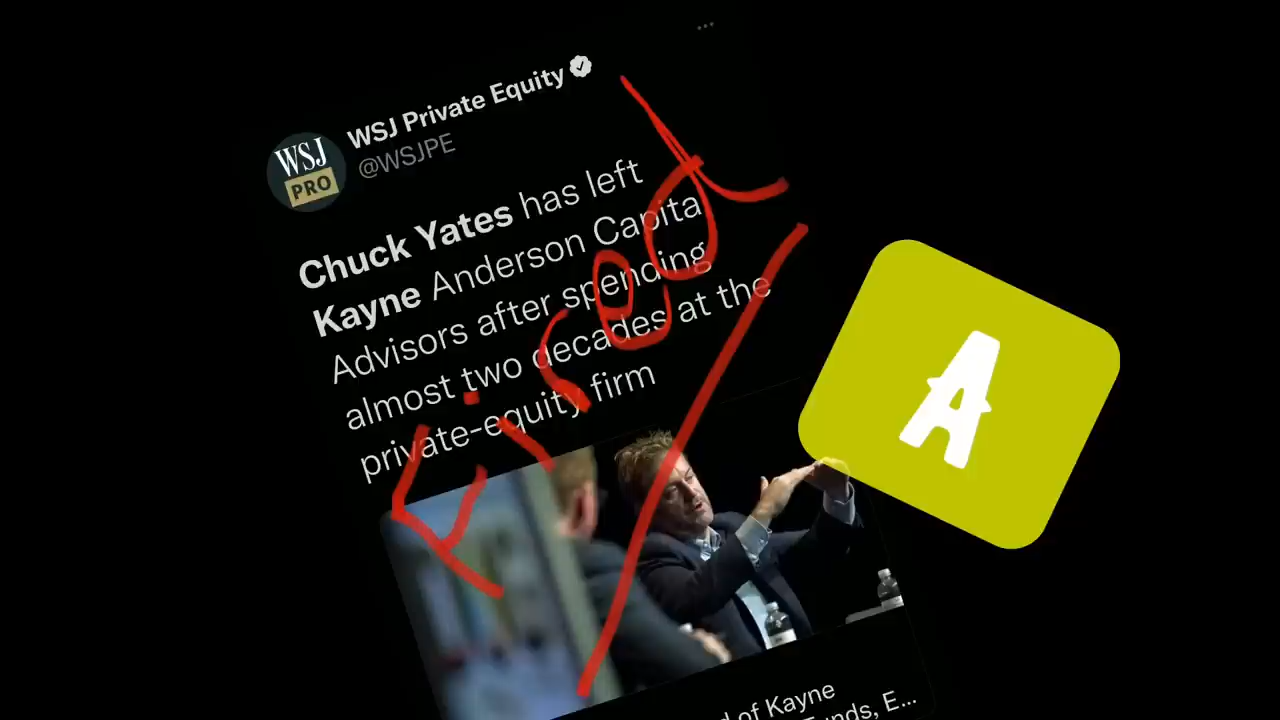 WSJ Private Equity
@WSJPE
WSJ
PRO
Chuck Yates has left
Kayne Anderson Capita
Advisors after spending
almost two decades at the
private-equity firm
Fired
A
d of Kayne
Funds, E...